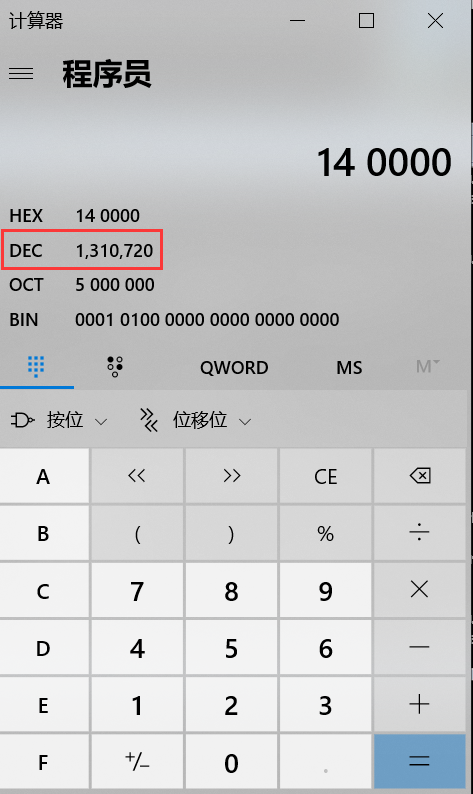 计算器
程序员
14 0000
HEX 14 0000
DEC 1,310,720
OCT 5 000 000
BIN 0001 0100 0000 0000 0000 0000
QWORD MS M
按位 位移位
A << >> CE
B ( ) % ÷
C 7 8 9 ×
D 4 5 6 −
E 1 2 3 +
F +/− 0 . =